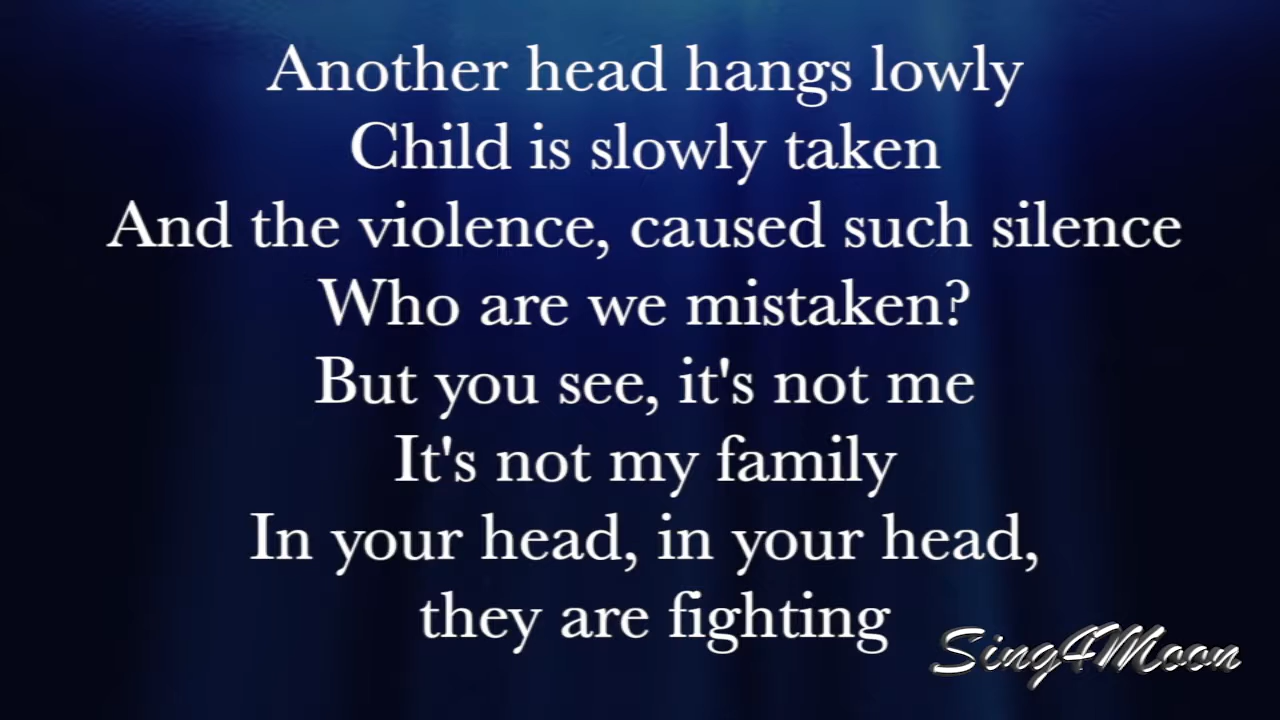 Another head hangs lowly
Child is slowly taken
And the violence, caused such silence
Who are we mistaken?
But you see, it's not me
It's not my family
In your head, in your head,
they are fighting
Sing4Moon